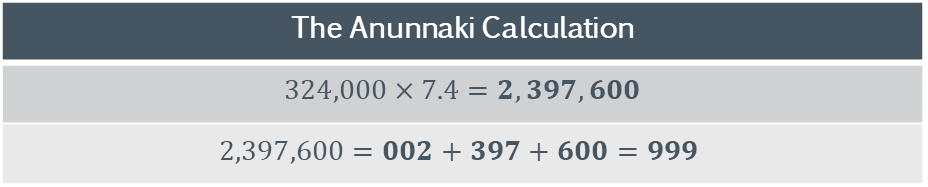 The Anunnaki Calculation
324,000 × 7.4 = 2,397,600
2,397,600 = 002 + 397 + 600 = 999